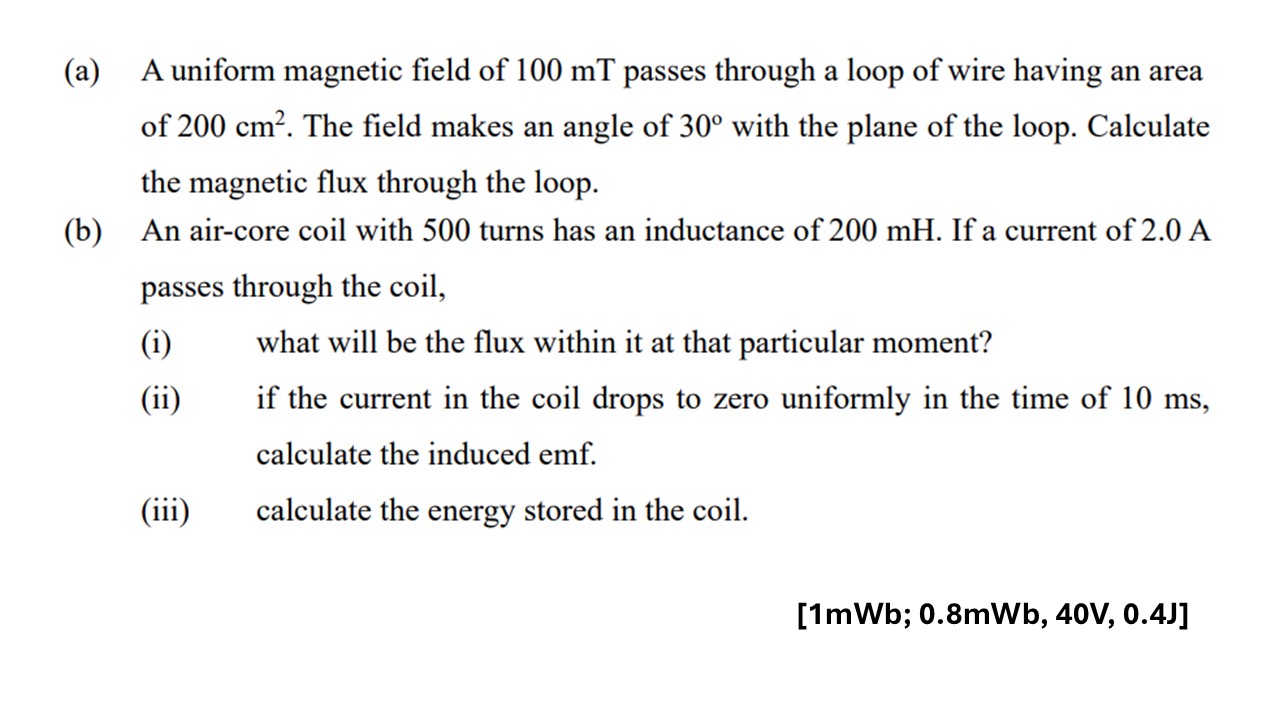 (a) A uniform magnetic field of 100 mT passes through a loop of wire having an area
of 200 cm². The field makes an angle of 30º with the plane of the loop. Calculate
the magnetic flux through the loop.
(b) An air-core coil with 500 turns has an inductance of 200 mH. If a current of 2.0 A
passes through the coil,
(i) what will be the flux within it at that particular moment?
(ii) if the current in the coil drops to zero uniformly in the time of 10 ms,
calculate the induced emf.
(iii) calculate the energy stored in the coil.
[1mWb; 0.8mWb, 40V, 0.4J]